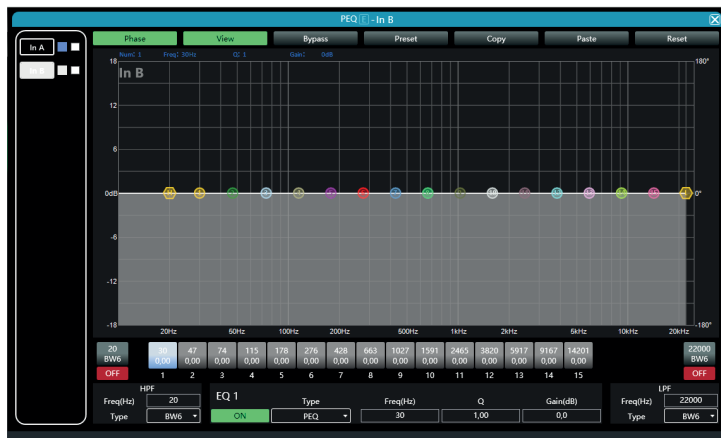 PEQ E - In B
Phase View Bypass Preset Copy Paste Reset
In A
In B
Num: 1 Freq: 30Hz Q: 1 Gain: 0dB
In B
18 180°
12
6
0dB 0°
-6
-12
-18 -180°
20Hz 50Hz 100Hz 200Hz 500Hz 1kHz 2kHz 5kHz 10kHz 20kHz
20 30 47 74 115 178 276 428 663 1027 1591 2465 3820 5917 9167 14201 22000
BW6 0,00 0,00 0,00 0,00 0,00 0,00 0,00 0,00 0,00 0,00 0,00 0,00 0,00 0,00 0,00 BW6
OFF 1 2 3 4 5 6 7 8 9 10 11 12 13 14 15 OFF
HPF LPF
EQ 1 Type Freq(Hz) Q Gain(dB)
Freq(Hz) 20 Freq(Hz) 22000
Type BW6 ON PEQ 30 1,00 0,0 Type BW6